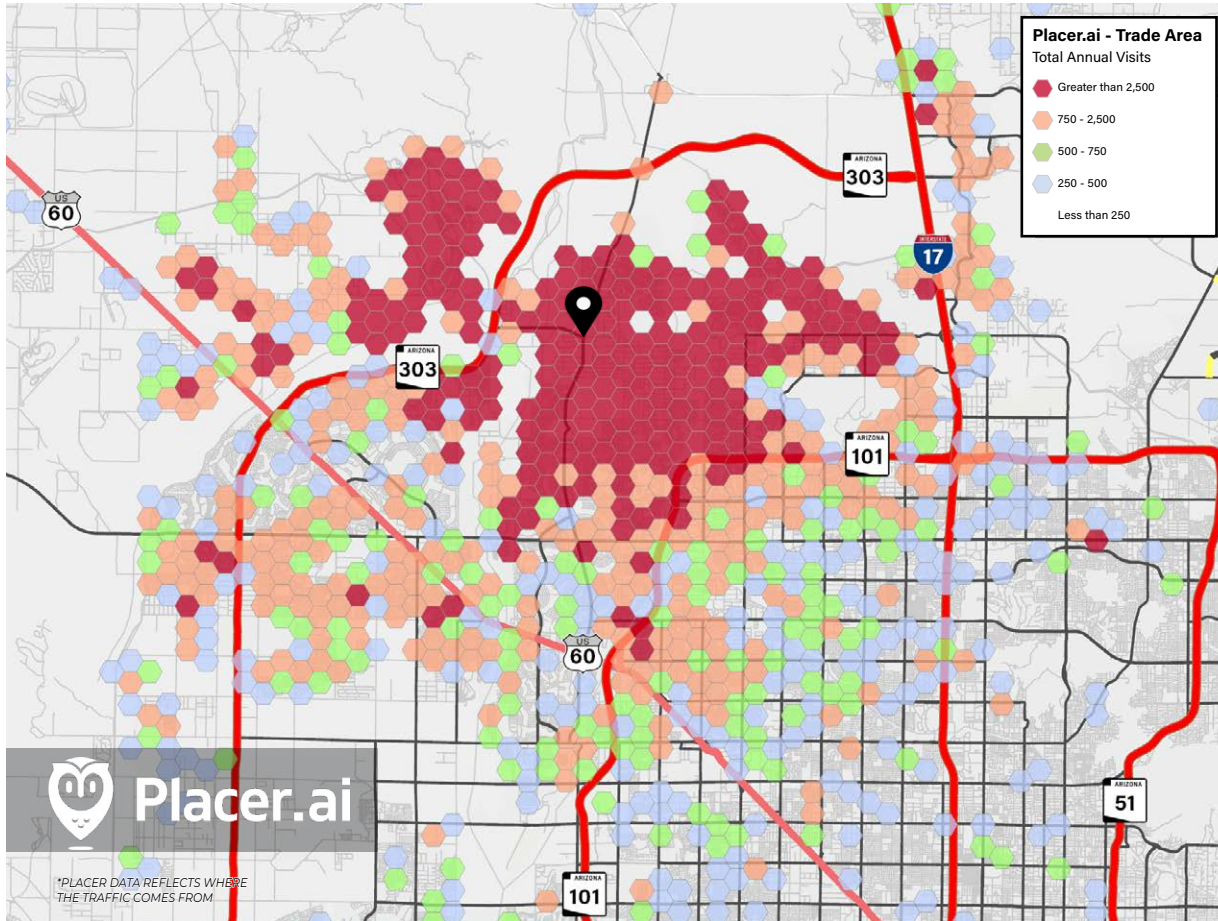 Placer.ai - Trade Area
Total Annual Visits
Greater than 2,500
750 - 2,500
500 - 750
250 - 500
Less than 250
ARIZONA
303
US
60
INTERSTATE
17
ARIZONA
303
ARIZONA
101
US
60
Placer.ai
ARIZONA
51
*PLACER DATA REFLECTS WHERE
THE TRAFFIC COMES FROM
ARIZONA
101